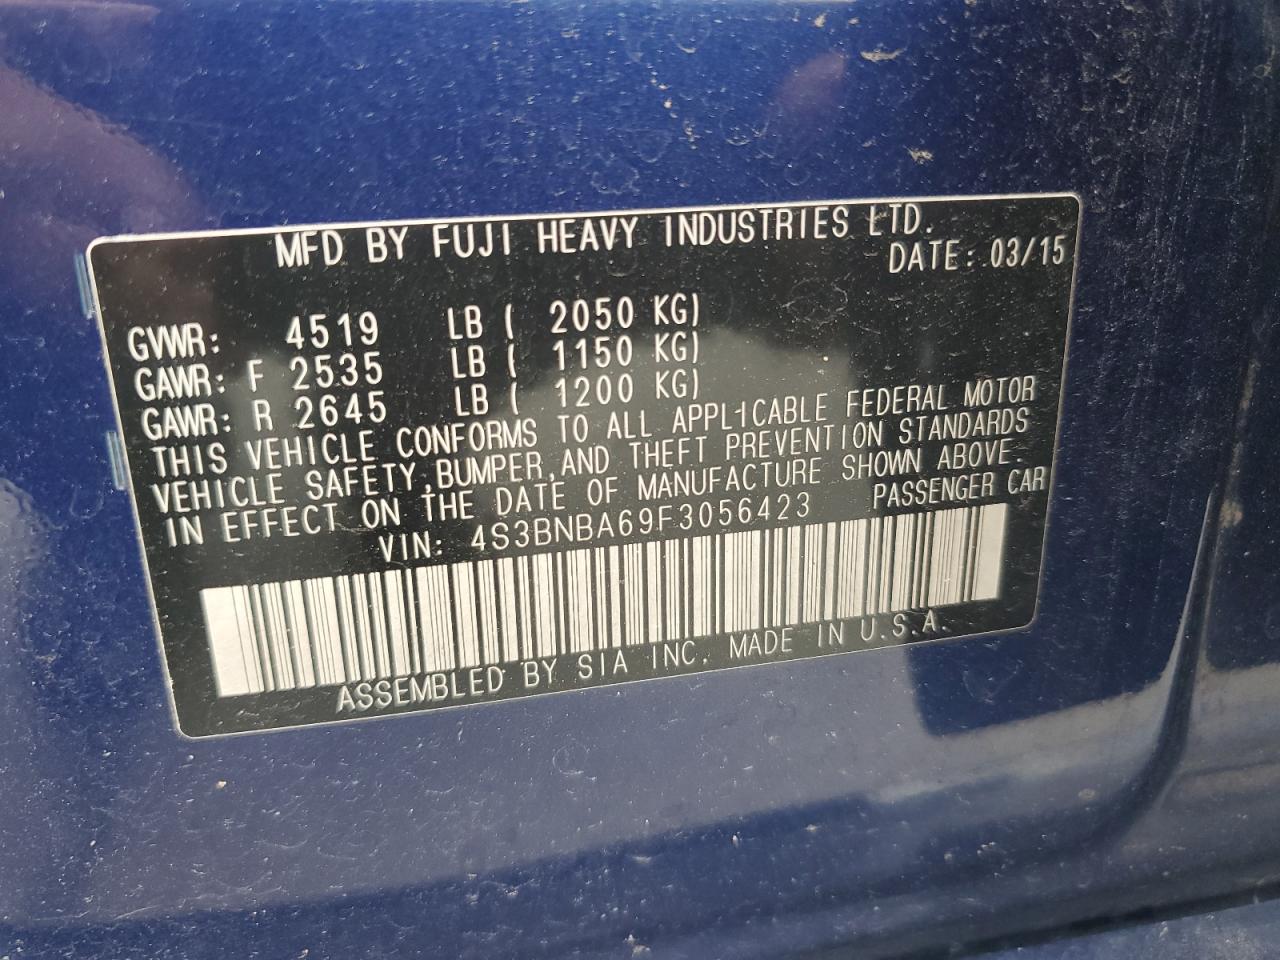 MFD BY FUJI HEAVY INDUSTRIES LTD.
DATE: 03/15
GVWR: 4519 LB ( 2050 KG)
GAWR: F 2535 LB ( 1150 KG)
GAWR: R 2645 LB ( 1200 KG)
THIS VEHICLE CONFORMS TO ALL APPLICABLE FEDERAL MOTOR
VEHICLE SAFETY,BUMPER,AND THEFT PREVENTION STANDARDS
IN EFFECT ON THE DATE OF MANUFACTURE SHOWN ABOVE.
VIN: 4S3BNBA69F3056423 PASSENGER CAR
ASSEMBLED BY SIA INC. MADE IN U.S.A.